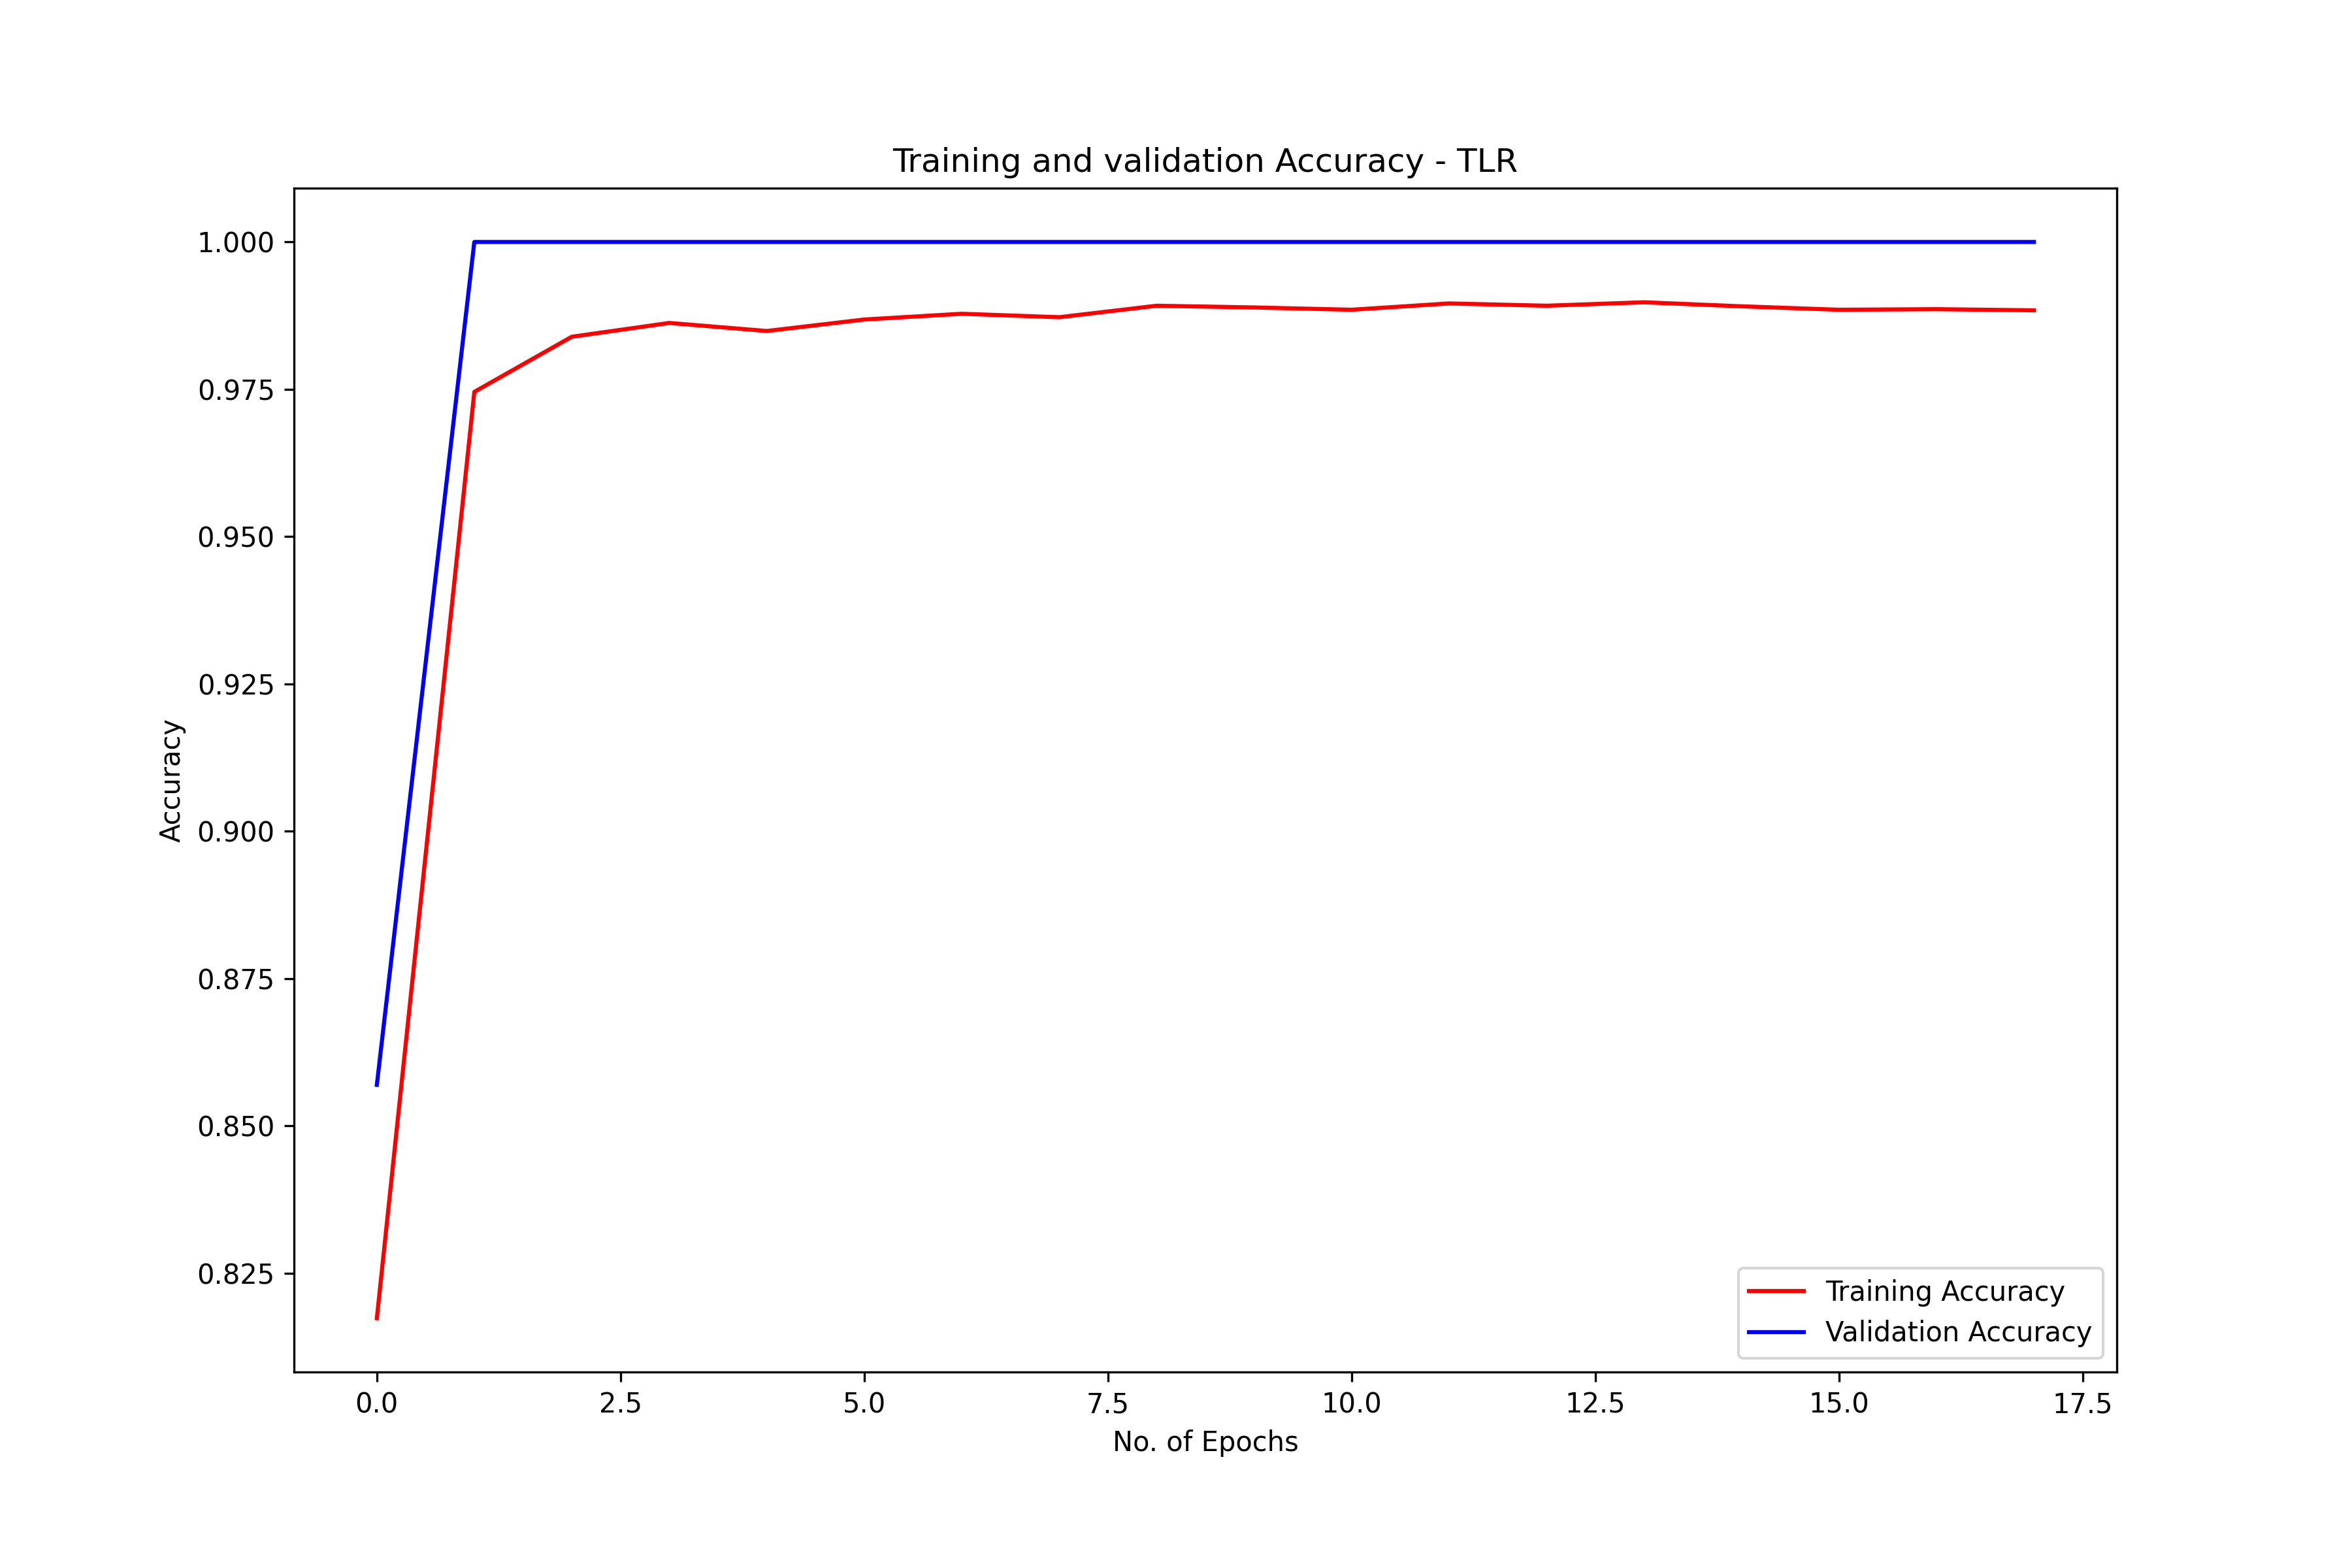 Training and validation Accuracy - TLR
1.000
0.975
0.950
0.925
0.900
0.875
0.850
0.825
Accuracy
Training Accuracy
Validation Accuracy
0.0 2.5 5.0 7.5 10.0 12.5 15.0 17.5
No. of Epochs